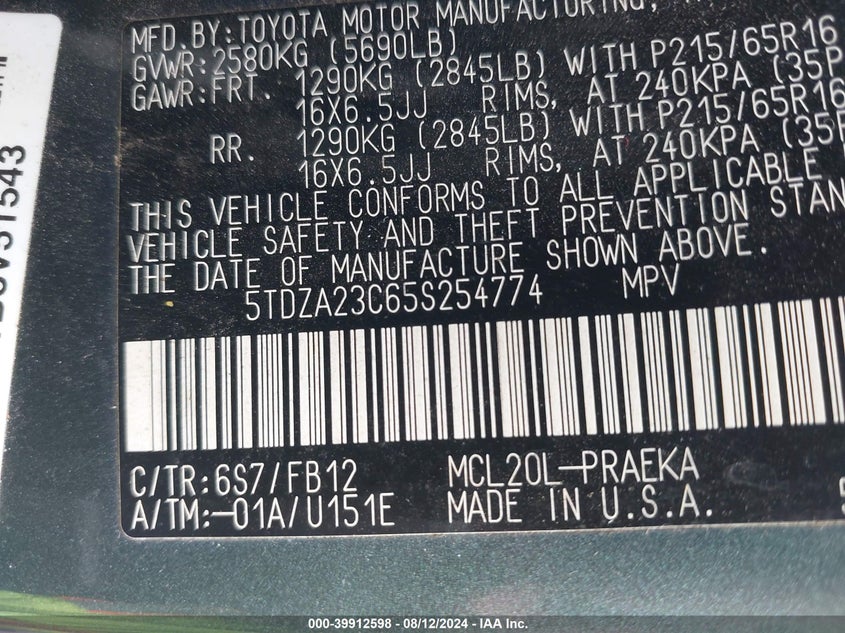 MFD. BY: TOYOTA MOTOR MANUFACTURING,
GVWR: 2580KG (5690LB)
GAWR: FRT. 1290KG (2845LB) WITH P215/65R16
16X6.5JJ RIMS, AT 240KPA (35P
RR. 1290KG (2845LB) WITH P215/65R16
16X6.5JJ RIMS, AT 240KPA (35P
THIS VEHICLE CONFORMS TO ALL APPLICABLE
VEHICLE SAFETY AND THEFT PREVENTION STAN
THE DATE OF MANUFACTURE SHOWN ABOVE.
5TDZA23C65S254774 MPV
C/TR: 6S7/FB12 MCL20L-PRAEKA
A/TM:-01A/U151E MADE IN U.S.A.
000-39912598 - 08/12/2024 - IAA Inc.